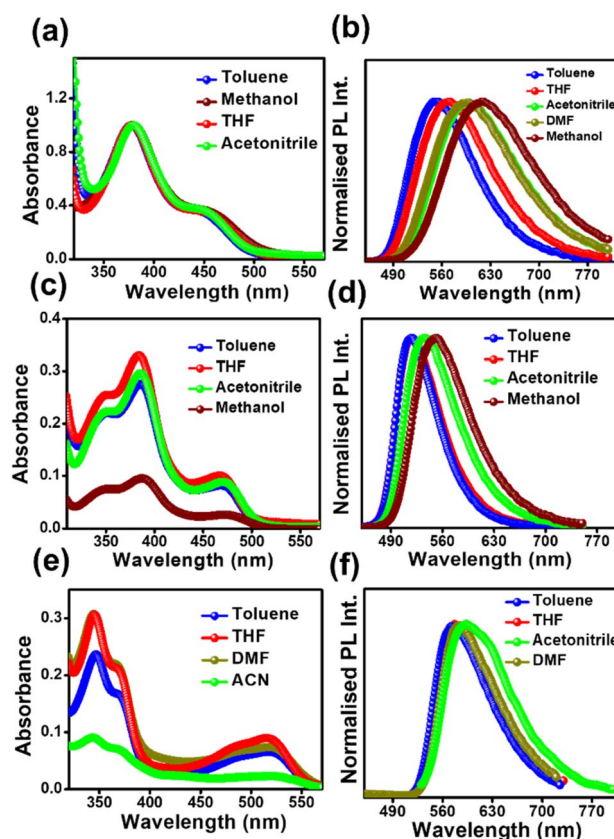 (a)
Absorbance
1.2
0.8
0.4
0.0
Toluene
Methanol
THF
Acetonitrile
350 400 450 500 550
Wavelength (nm)
(b)
Normalised PL Int.
Toluene
THF
Acetonitrile
DMF
Methanol
490 560 630 700 770
Wavelength (nm)
(c)
Absorbance
0.4
0.3
0.2
0.1
0.0
Toluene
THF
Acetonitrile
Methanol
350 400 450 500 550
Wavelength (nm)
(d)
Normalised PL Int.
Toluene
THF
Acetonitrile
Methanol
490 560 630 700 770
Wavelength (nm)
(e)
Absorbance
0.3
0.2
0.1
0.0
Toluene
THF
DMF
ACN
350 400 450 500 550
Wavelength (nm)
(f)
Normalised PL Int.
Toluene
THF
Acetonitrile
DMF
490 560 630 700 770
Wavelength (nm)